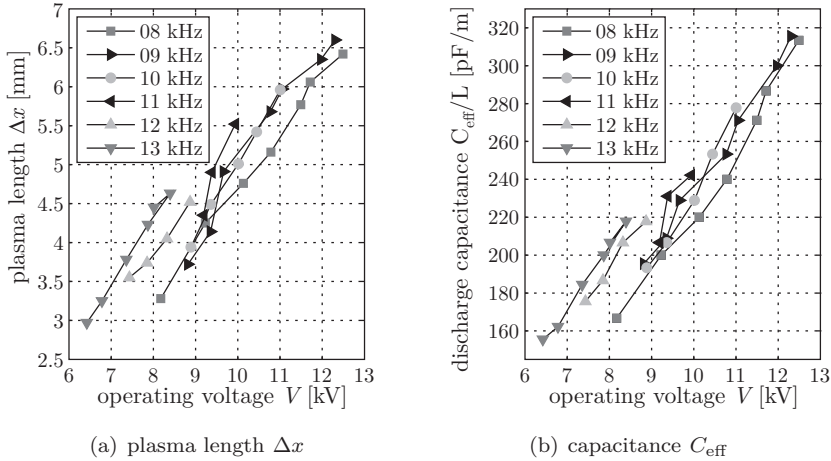 plasma length Δx [mm]
7
6.5
6
5.5
5
4.5
4
3.5
3
2.5
08 kHz
09 kHz
10 kHz
11 kHz
12 kHz
13 kHz
6 7 8 9 10 11 12 13
operating voltage V [kV]
(a) plasma length Δx
discharge capacitance C_eff/L [pF/m]
320
300
280
260
240
220
200
180
160
08 kHz
09 kHz
10 kHz
11 kHz
12 kHz
13 kHz
6 7 8 9 10 11 12 13
operating voltage V [kV]
(b) capacitance C_eff